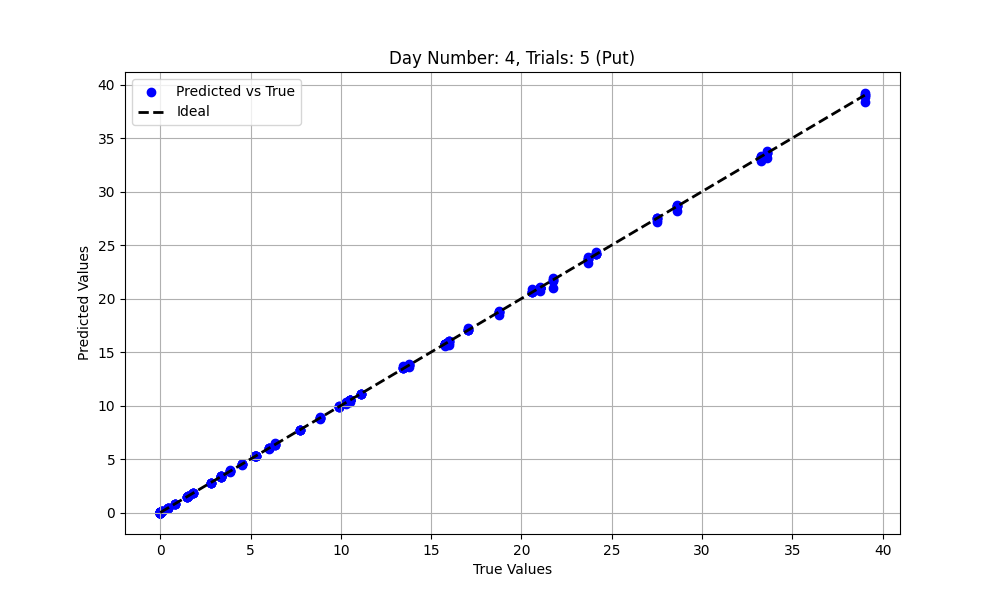 Day Number: 4, Trials: 5 (Put)
Predicted vs True
Ideal
40
35
30
25
20
15
10
5
0
Predicted Values
0 5 10 15 20 25 30 35 40
True Values